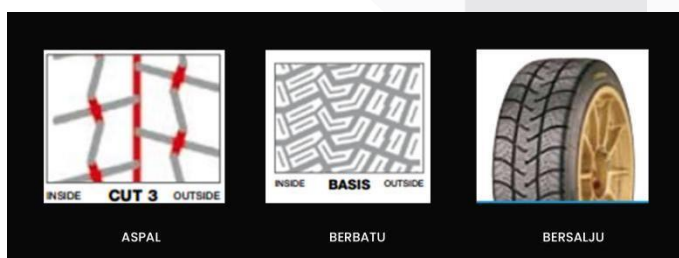 INSIDE CUT 3 OUTSIDE
INSIDE BASIS OUTSIDE
ASPAL BERBATU BERSALJU